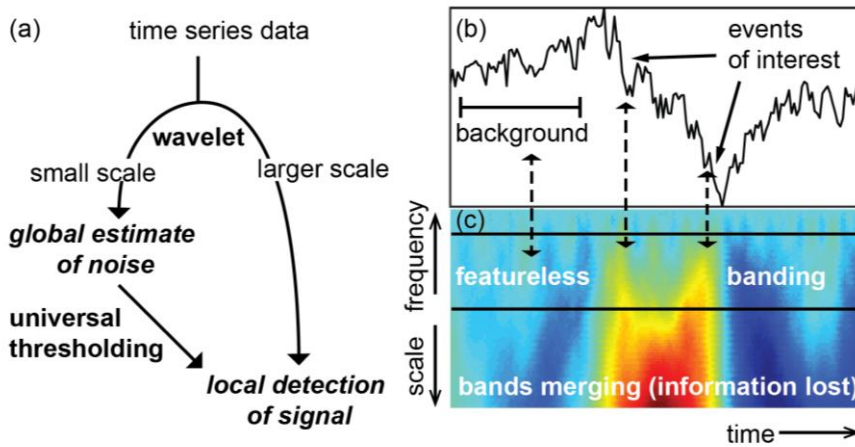 (a)
time series data
wavelet
small scale
larger scale
global estimate
of noise
universal
thresholding
local detection
of signal
(b)
events
of interest
background
(c)
frequency
scale
featureless
banding
bands merging (information lost)
time